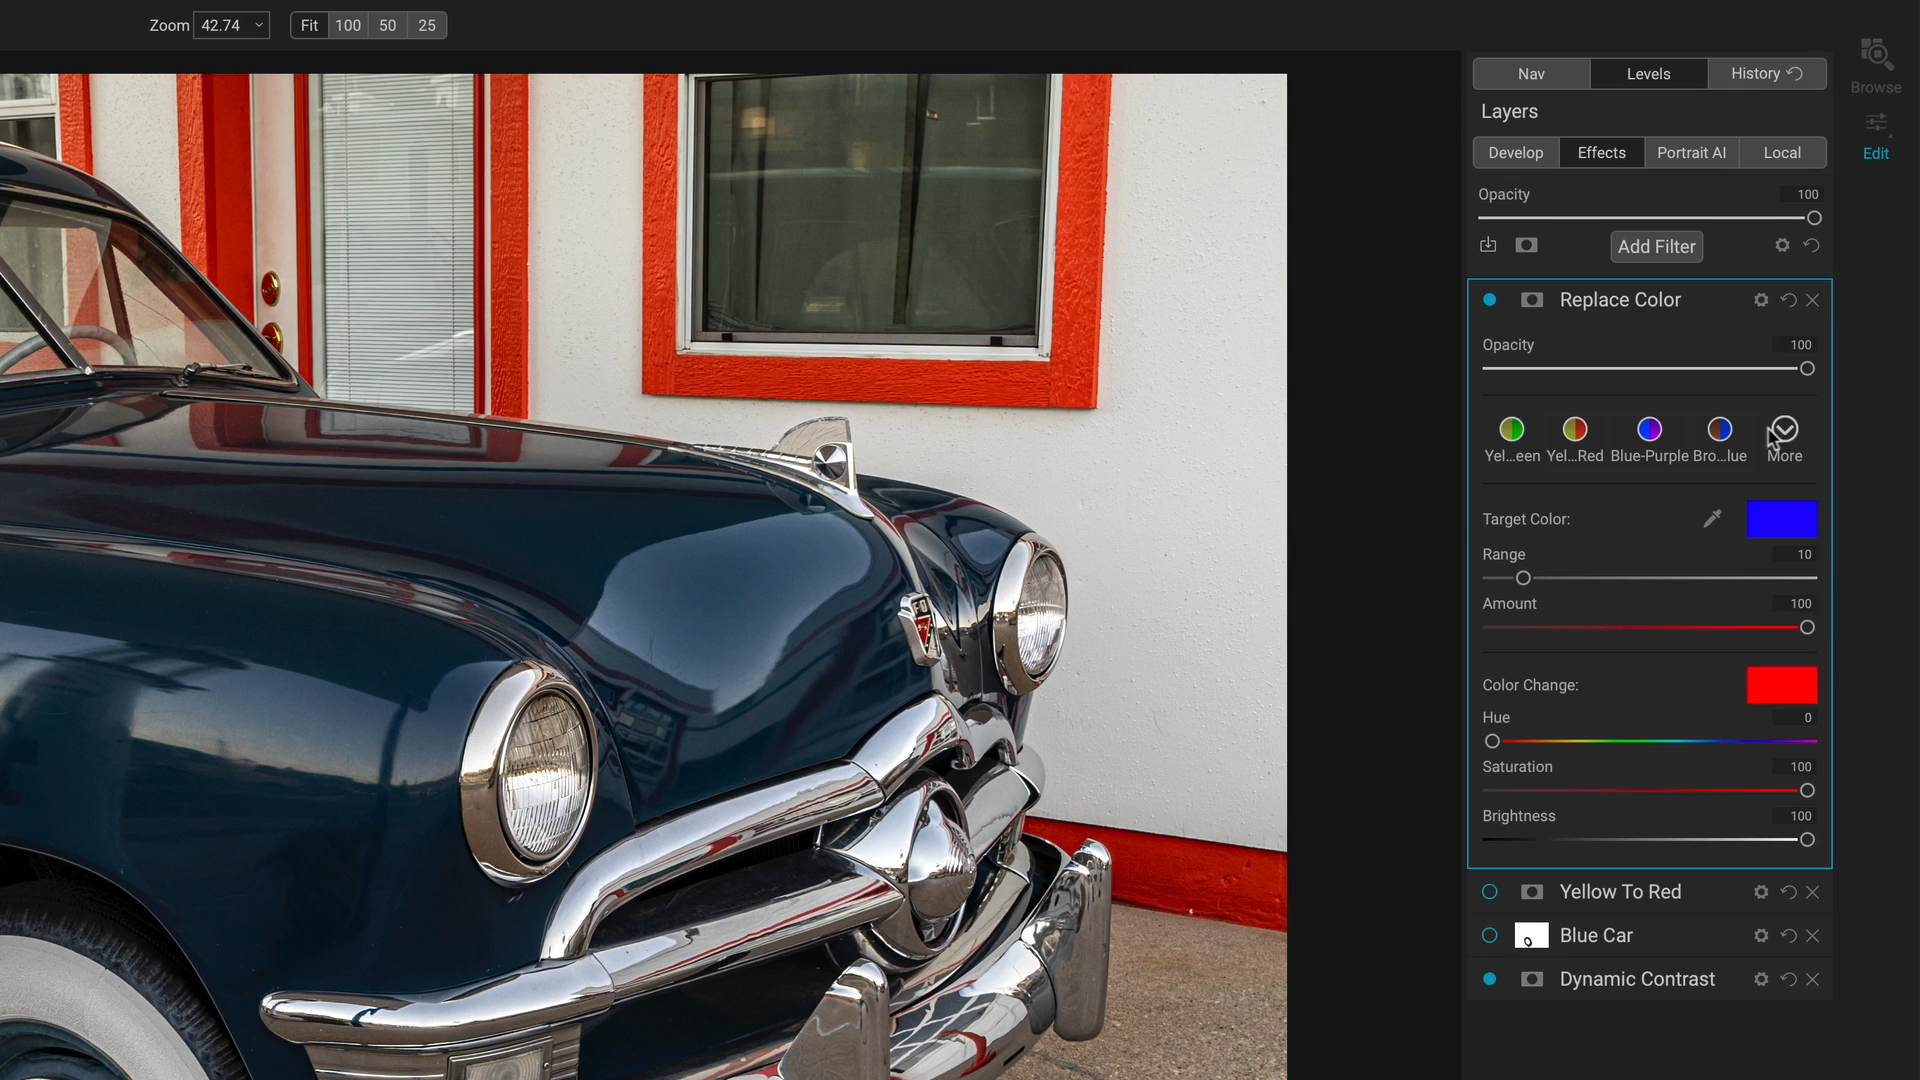 Zoom 42.74 Fit 100 50 25
Nav Levels History
Browse
Edit
Layers
Develop Effects Portrait AI Local
Opacity 100
Add Filter
Replace Color
Opacity 100
Yel...een Yel...Red Blue-Purple Bro...lue More
Target Color:
Range 10
Amount 100
Color Change:
Hue 0
Saturation 100
Brightness 100
Yellow To Red
Blue Car
Dynamic Contrast